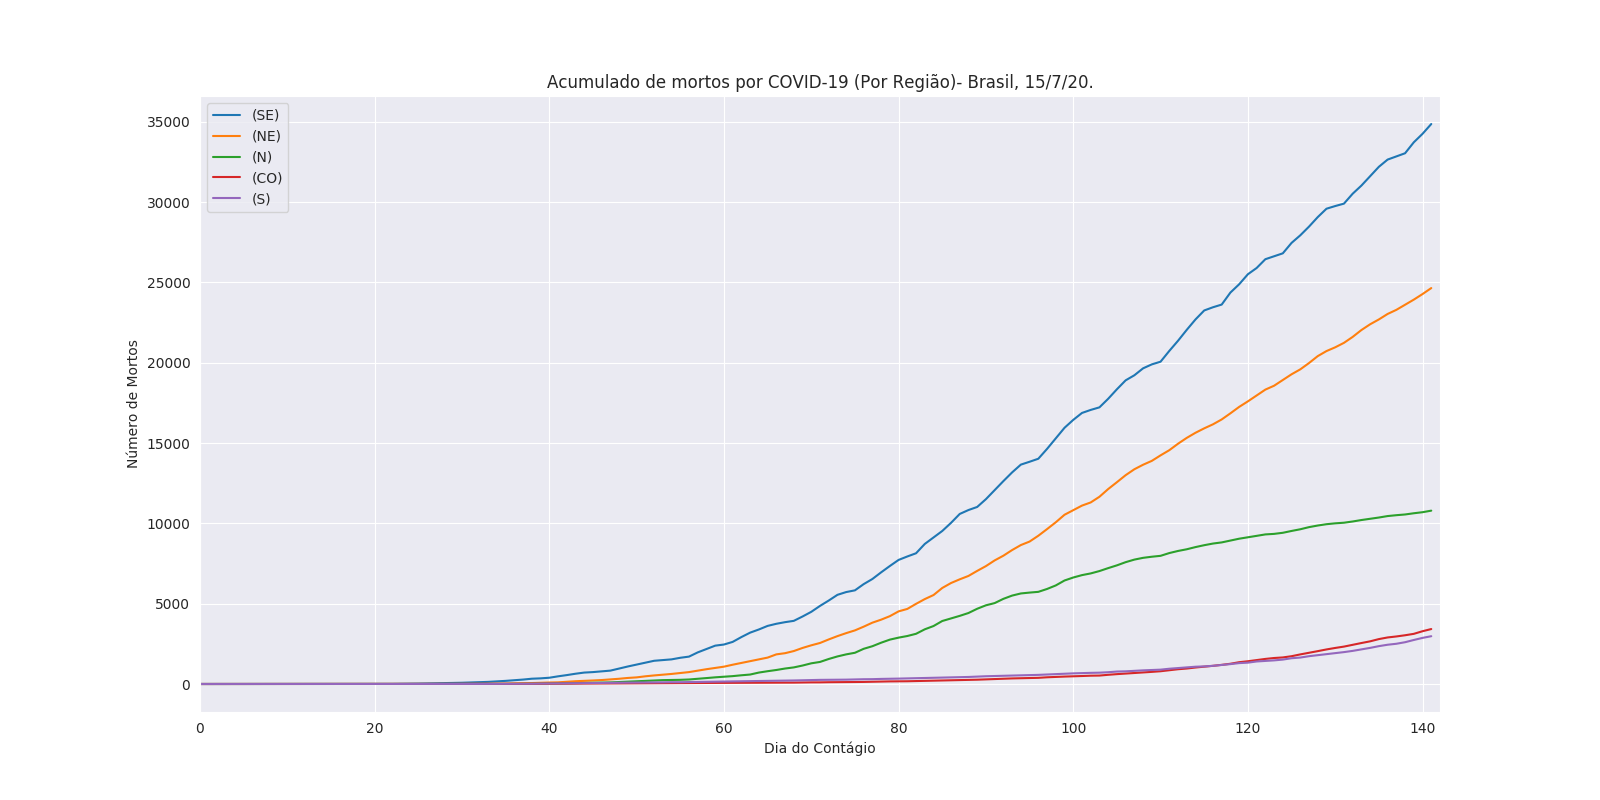 Acumulado de mortos por COVID-19 (Por Região)- Brasil, 15/7/20.
(SE)
(NE)
(N)
(CO)
(S)
Número de Mortos
35000
30000
25000
20000
15000
10000
5000
0
0 20 40 60 80 100 120 140
Dia do Contágio